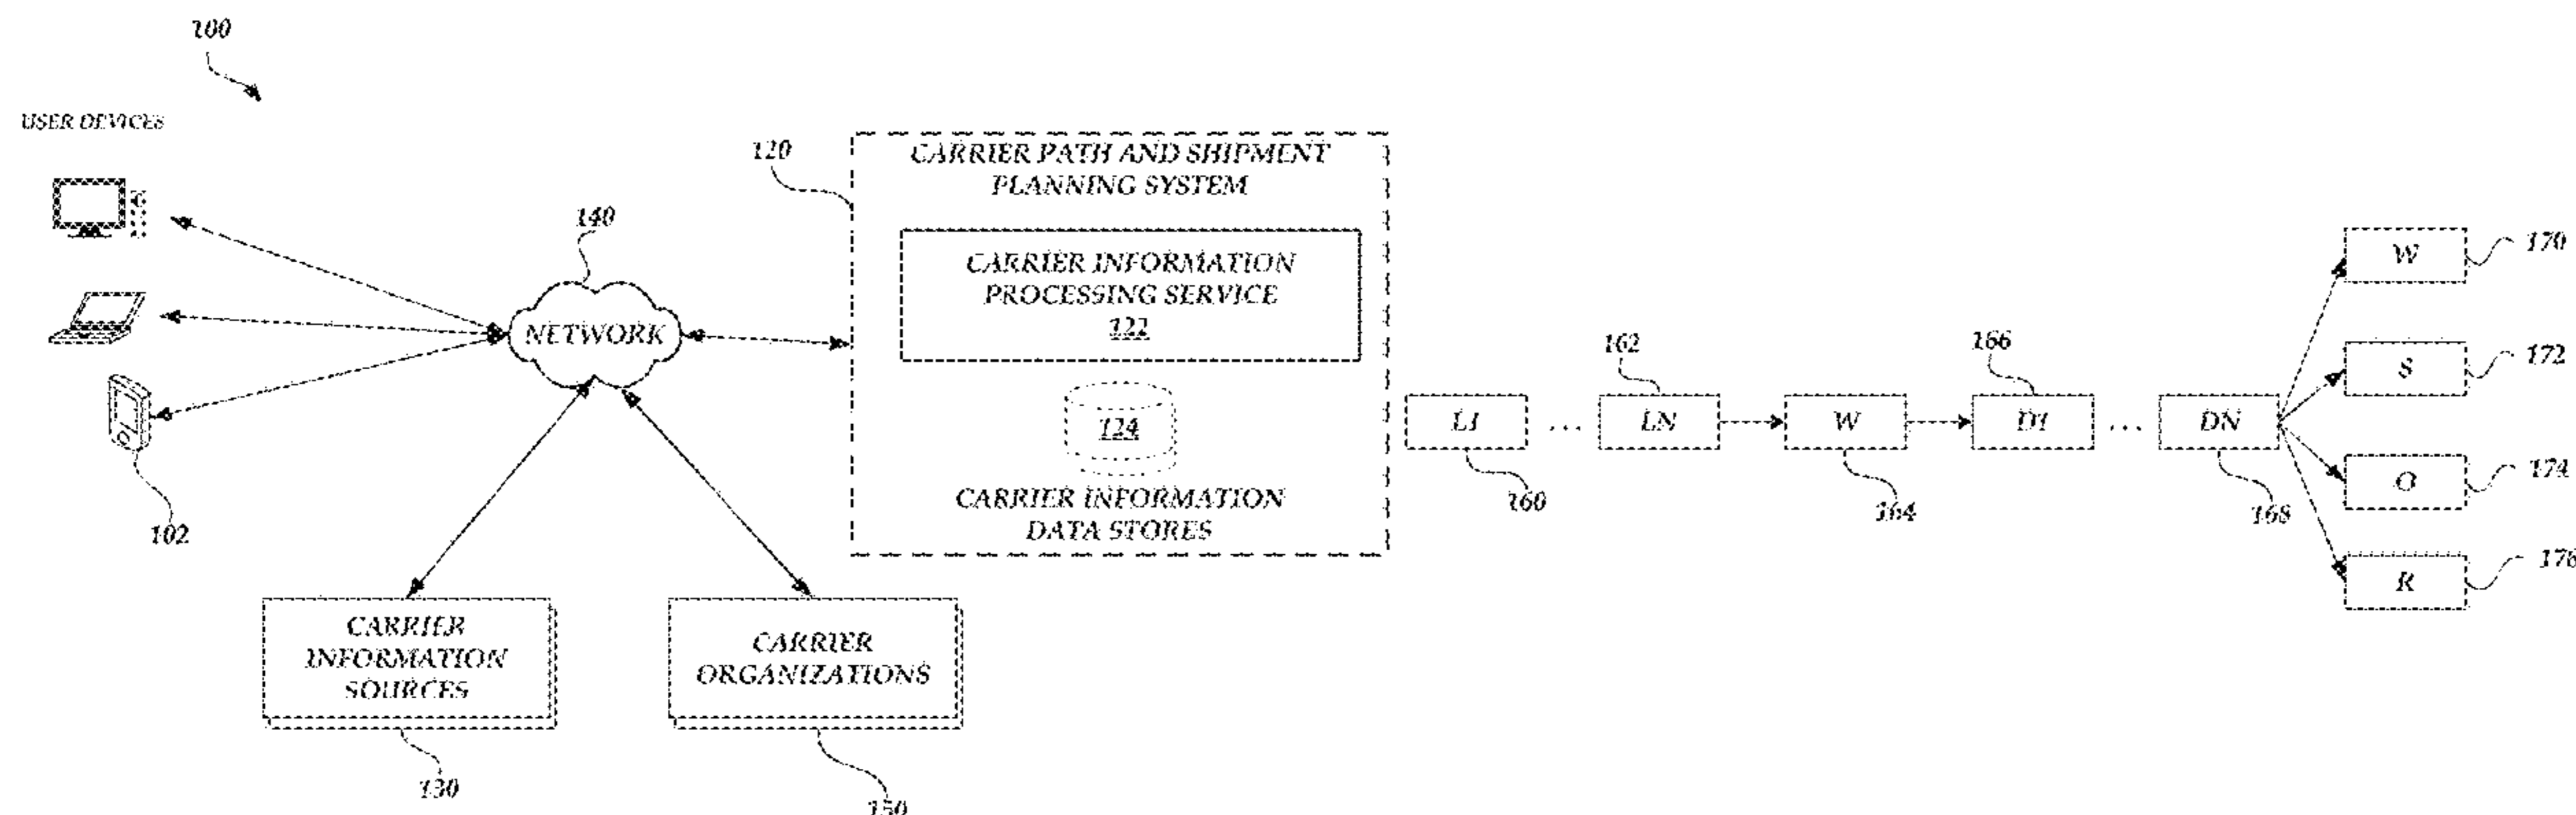 100
USER DEVICES
102
140
NETWORK
120
CARRIER PATH AND SHIPMENT
PLANNING SYSTEM
CARRIER INFORMATION
PROCESSING SERVICE
122
124
CARRIER INFORMATION
DATA STORES
CARRIER
INFORMATION
SOURCES
130
CARRIER
ORGANIZATIONS
150
L1
160
...
162
LN
W
164
166
D1
...
DN
168
W
170
S
172
O
174
R
176